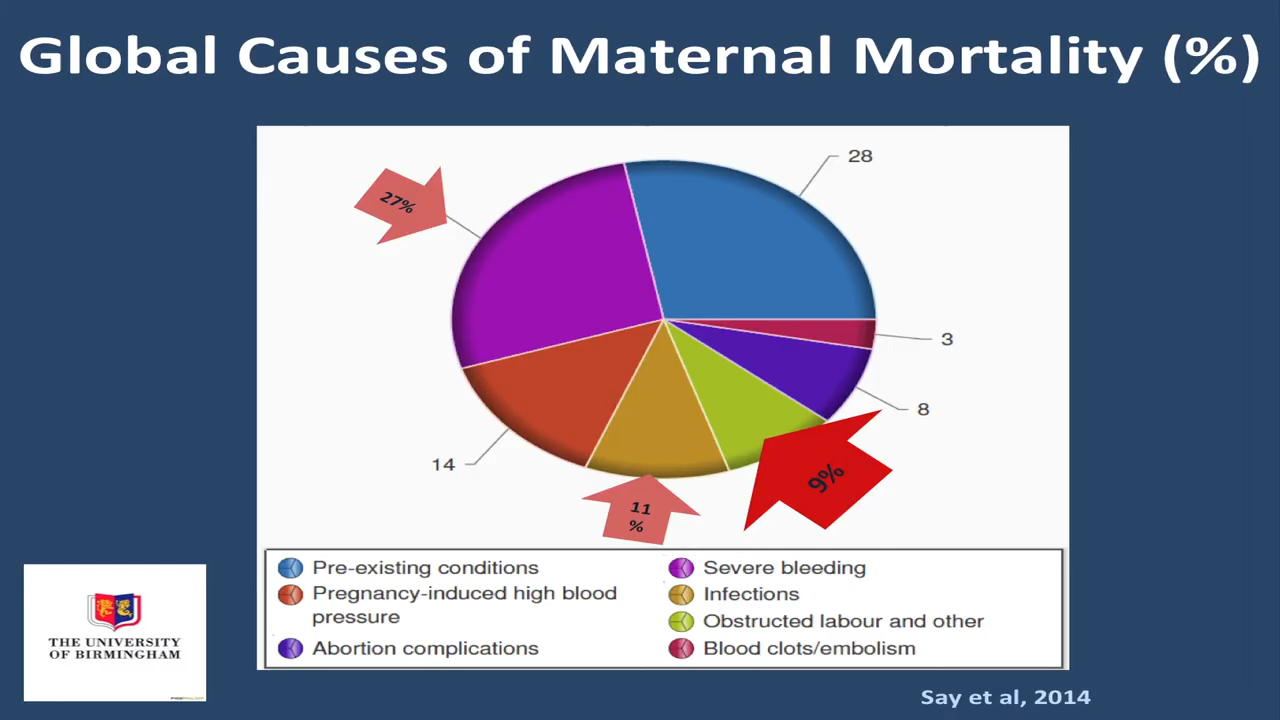 Global Causes of Maternal Mortality (%)
28
27%
3
8
14
11
%
9%
Pre-existing conditions
Pregnancy-induced high blood
pressure
Abortion complications
Severe bleeding
Infections
Obstructed labour and other
Blood clots/embolism
THE UNIVERSITY
OF BIRMINGHAM
Say et al, 2014